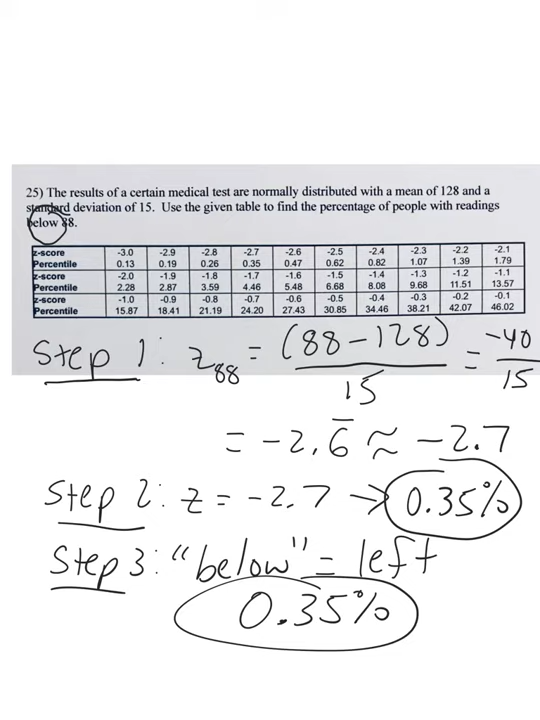 25) The results of a certain medical test are normally distributed with a mean of 128 and a
standard deviation of 15. Use the given table to find the percentage of people with readings
below 88.
z-score -3.0 -2.9 -2.8 -2.7 -2.6 -2.5 -2.4 -2.3 -2.2 -2.1
Percentile 0.13 0.19 0.26 0.35 0.47 0.62 0.82 1.07 1.39 1.79
z-score -2.0 -1.9 -1.8 -1.7 -1.6 -1.5 -1.4 -1.3 -1.2 -1.1
Percentile 2.28 2.87 3.59 4.46 5.48 6.68 8.08 9.68 11.51 13.57
z-score -1.0 -0.9 -0.8 -0.7 -0.6 -0.5 -0.4 -0.3 -0.2 -0.1
Percentile 15.87 18.41 21.19 24.20 27.43 30.85 34.46 38.21 42.07 46.02
Step 1: z₈₈ = (88-128)/15 = -40/15
= -2.6̅ ≈ -2.7
Step 2: z = -2.7 → 0.35%
Step 3: "below" = left
0.35%